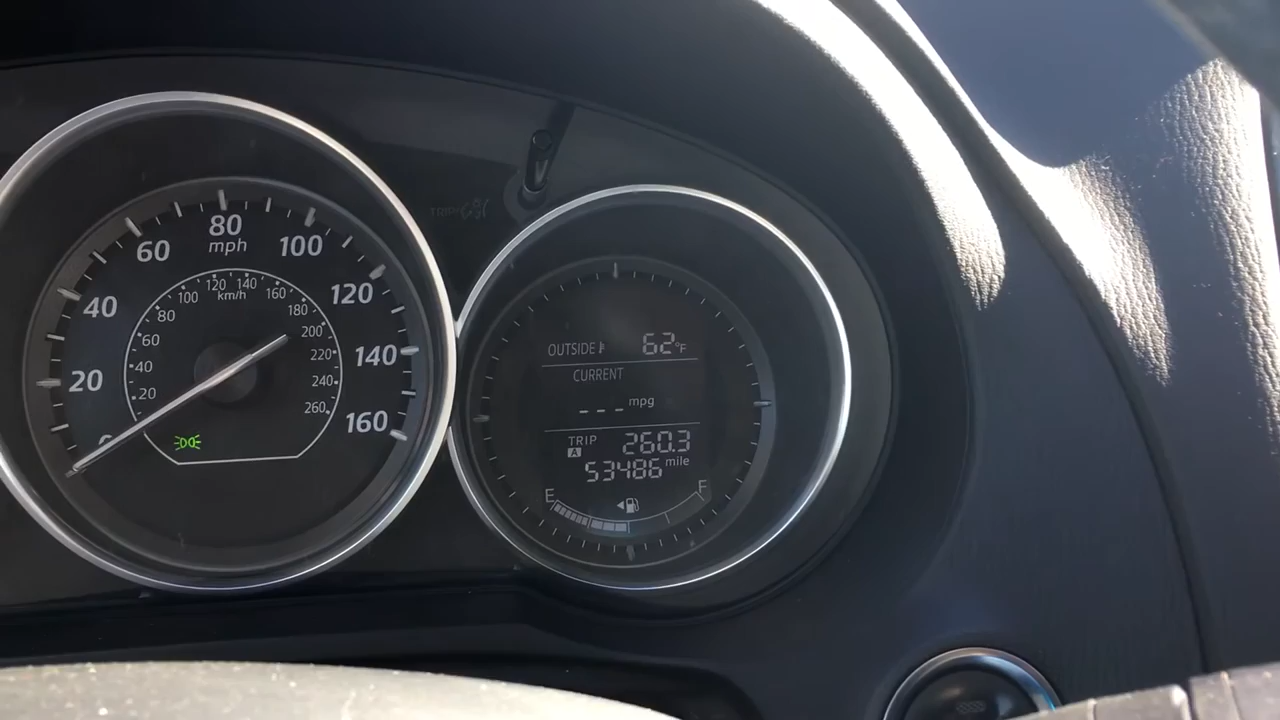 80
mph
60
100
40
120
20
140
160
120
140
100
km/h
160
80
180
60
200
40
220
20
240
260
TRIP
OUTSIDE 62°F
CURRENT
--- mpg
TRIP A 260.3
53486 mile
E F